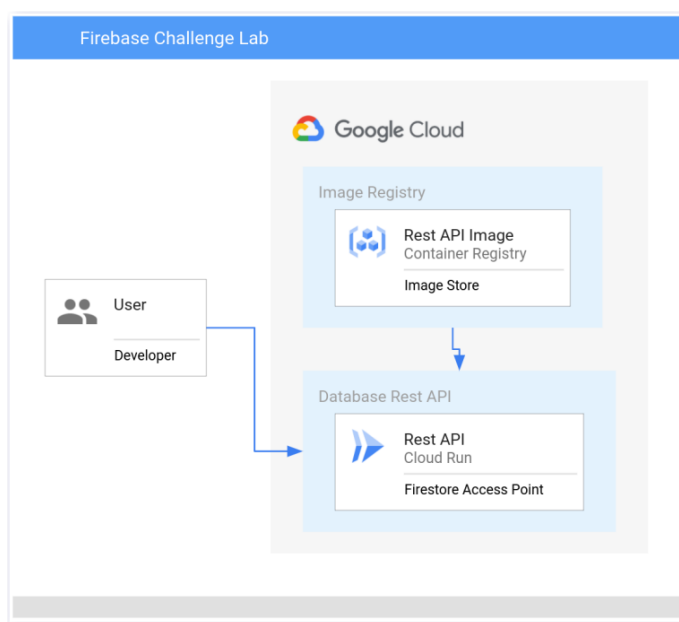 Firebase Challenge Lab
Google Cloud
Image Registry
Rest API Image
Container Registry
Image Store
User
Developer
Database Rest API
Rest API
Cloud Run
Firestore Access Point